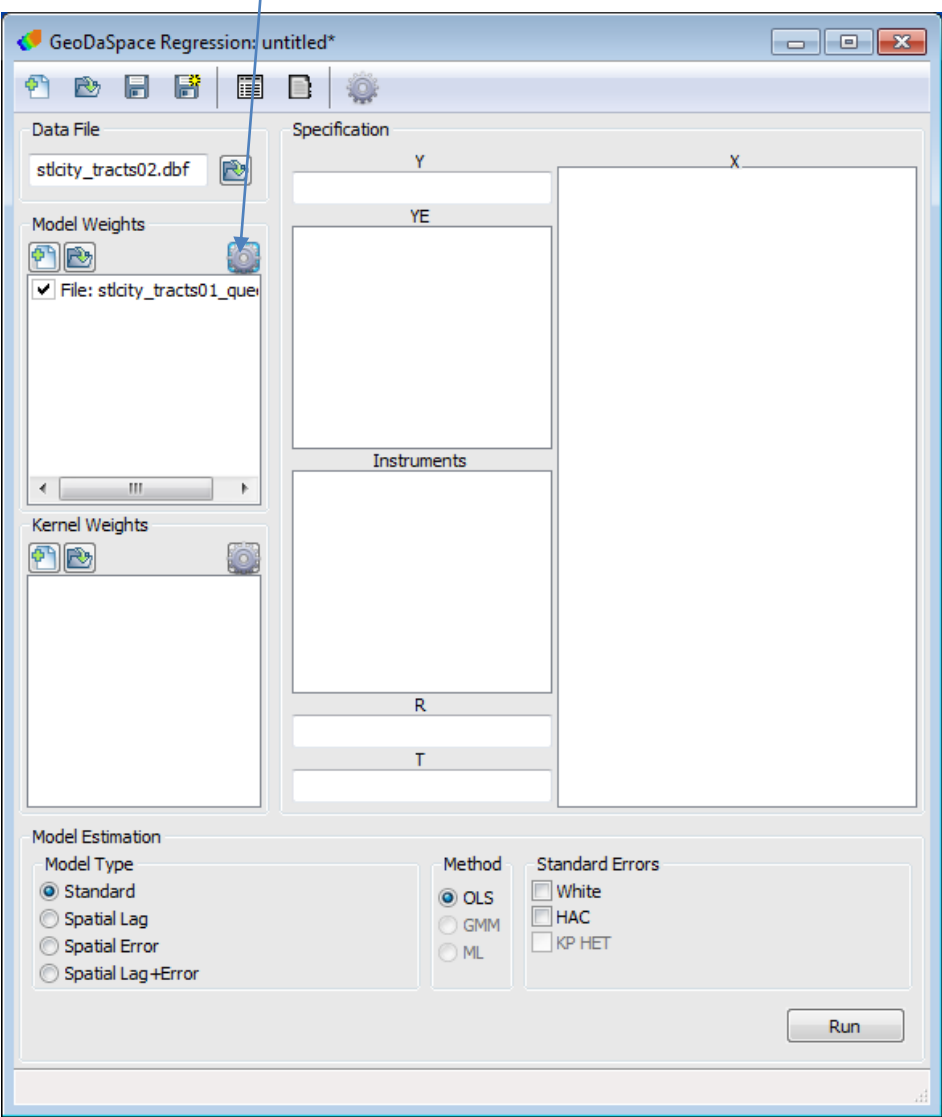 GeoDaSpace Regression: untitled*
Data File
stlcity_tracts02.dbf
Model Weights
File: stlcity_tracts01_que
Kernel Weights
Specification
Y
YE
Instruments
R
T
X
Model Estimation
Model Type
Standard
Spatial Lag
Spatial Error
Spatial Lag+Error
Method
OLS
GMM
ML
Standard Errors
White
HAC
KP HET
Run